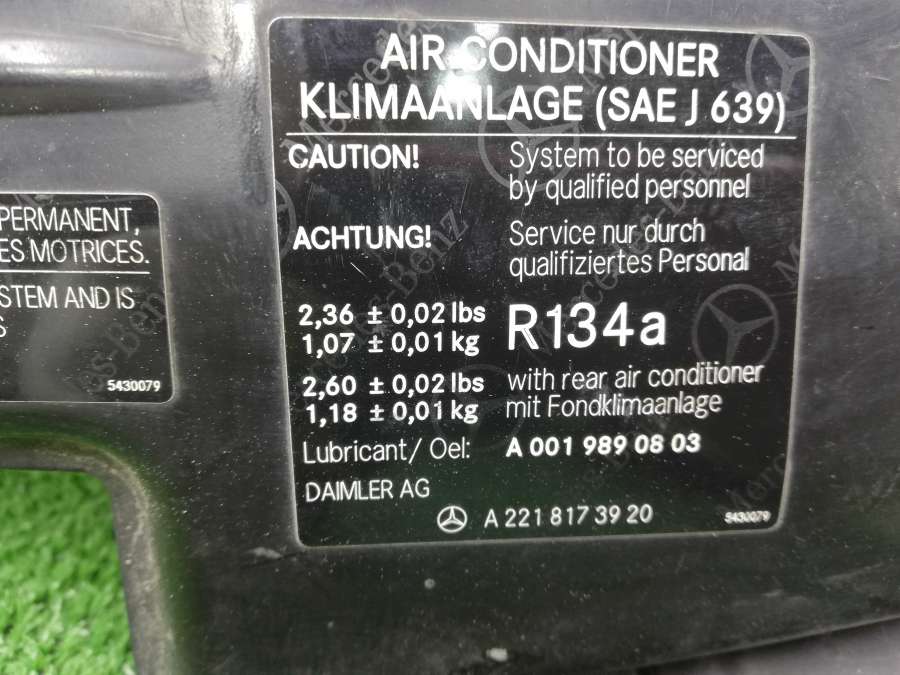 AIR CONDITIONER
KLIMAANLAGE (SAE J 639)
CAUTION! System to be serviced
by qualified personnel
ACHTUNG! Service nur durch
qualifiziertes Personal
2,36 ± 0,02 lbs
1,07 ± 0,01 kg
R134a
2,60 ± 0,02 lbs
1,18 ± 0,01 kg
with rear air conditioner
mit Fondklimaanlage
Lubricant/ Oel: A 001 989 08 03
DAIMLER AG
A 221 817 39 20
5430079
PERMANENT,
ES MOTRICES.
STEM AND IS
S
5430079